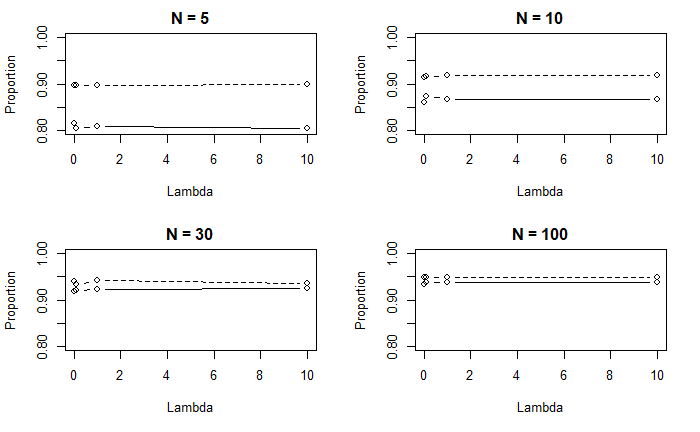 N = 5
Proportion
1.00
0.90
0.80
0 2 4 6 8 10
Lambda
N = 10
Proportion
1.00
0.90
0.80
0 2 4 6 8 10
Lambda
N = 30
Proportion
1.00
0.90
0.80
0 2 4 6 8 10
Lambda
N = 100
Proportion
1.00
0.90
0.80
0 2 4 6 8 10
Lambda